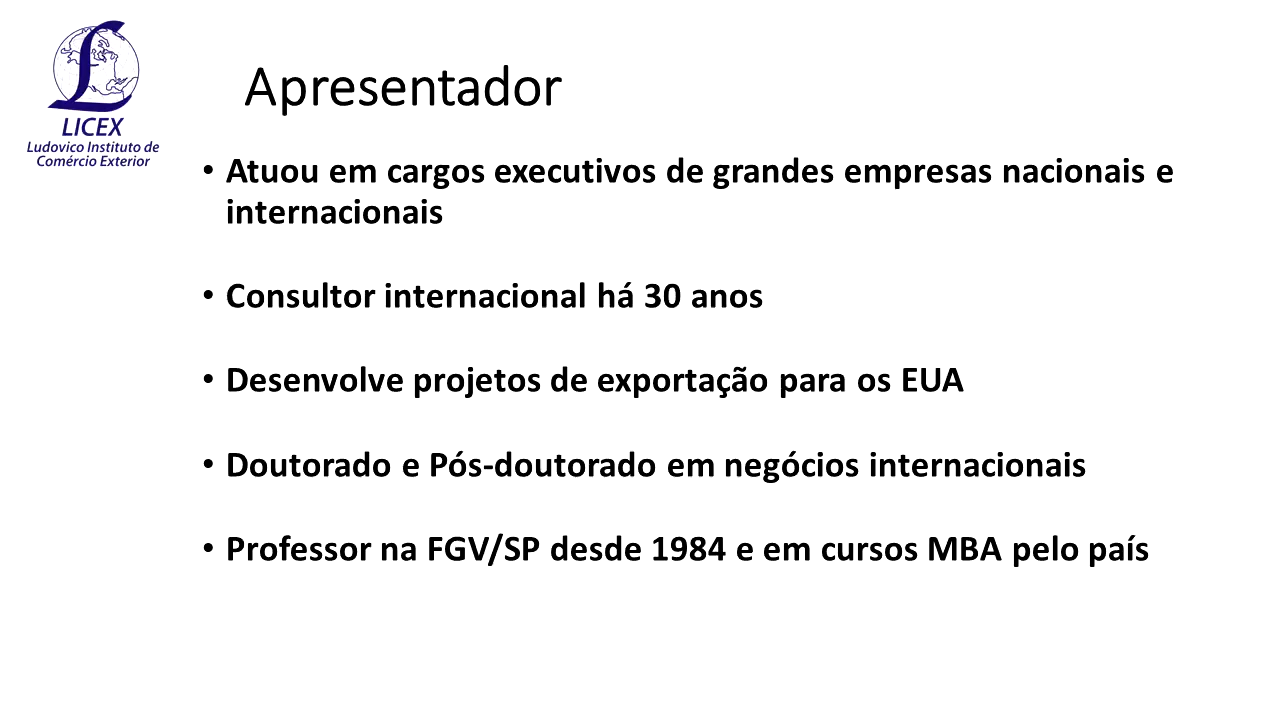 LICEX
Ludovico Instituto de
Comércio Exterior
Apresentador
• Atuou em cargos executivos de grandes empresas nacionais e
internacionais
• Consultor internacional há 30 anos
• Desenvolve projetos de exportação para os EUA
• Doutorado e Pós-doutorado em negócios internacionais
• Professor na FGV/SP desde 1984 e em cursos MBA pelo país